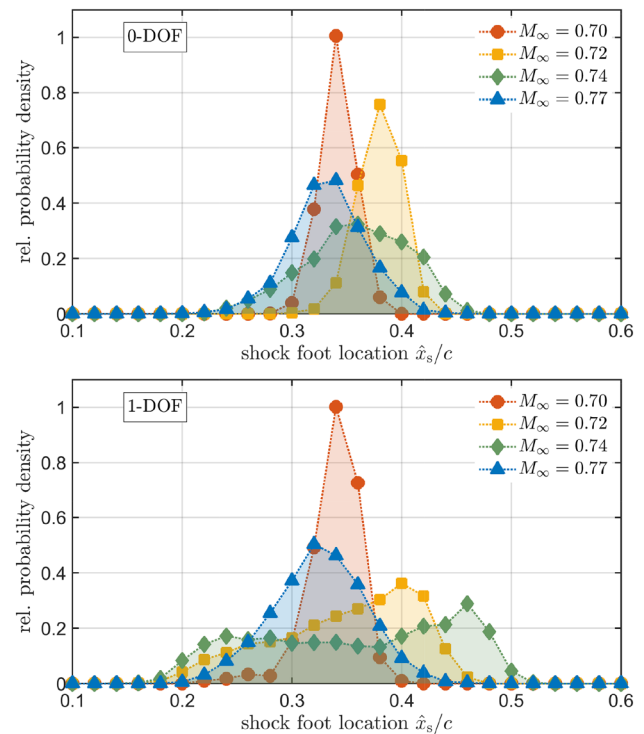 0-DOF
M∞ = 0.70
M∞ = 0.72
M∞ = 0.74
M∞ = 0.77
1
0.8
0.6
0.4
0.2
0
rel. probability density
0.1 0.2 0.3 0.4 0.5 0.6
shock foot location x̂s/c
1-DOF
M∞ = 0.70
M∞ = 0.72
M∞ = 0.74
M∞ = 0.77
1
0.8
0.6
0.4
0.2
0
rel. probability density
0.1 0.2 0.3 0.4 0.5 0.6
shock foot location x̂s/c